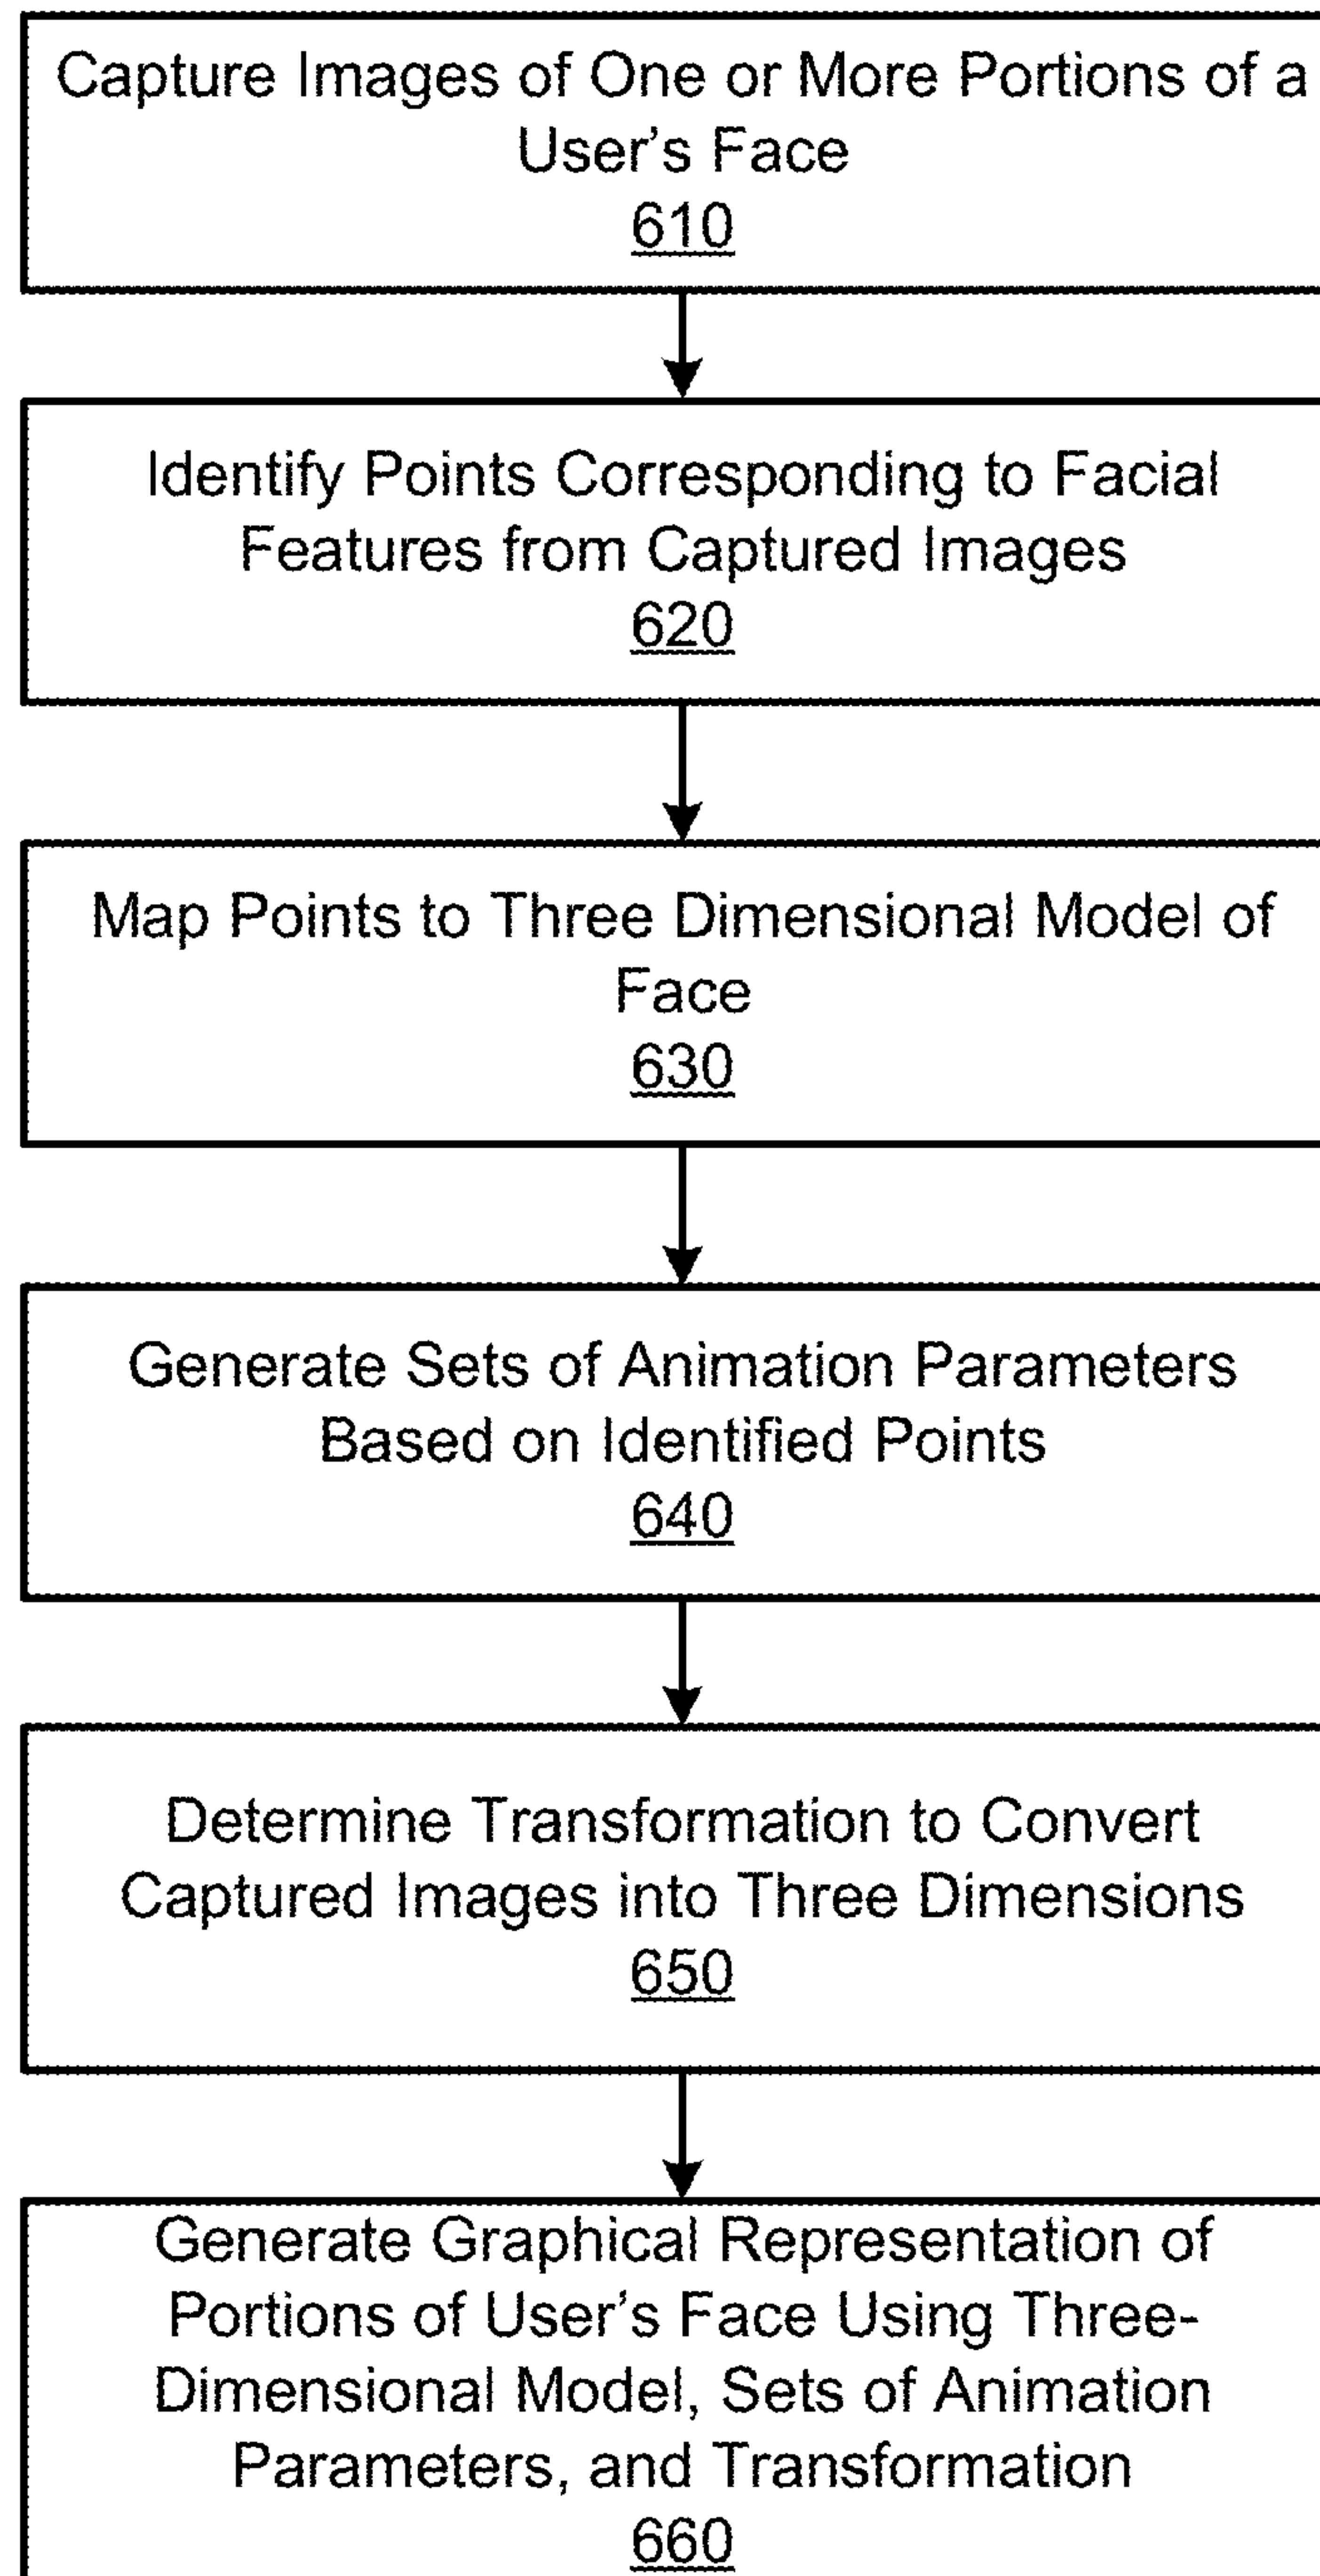 Capture Images of One or More Portions of a
User's Face
610
Identify Points Corresponding to Facial
Features from Captured Images
620
Map Points to Three Dimensional Model of
Face
630
Generate Sets of Animation Parameters
Based on Identified Points
640
Determine Transformation to Convert
Captured Images into Three Dimensions
650
Generate Graphical Representation of
Portions of User's Face Using Three-
Dimensional Model, Sets of Animation
Parameters, and Transformation
660